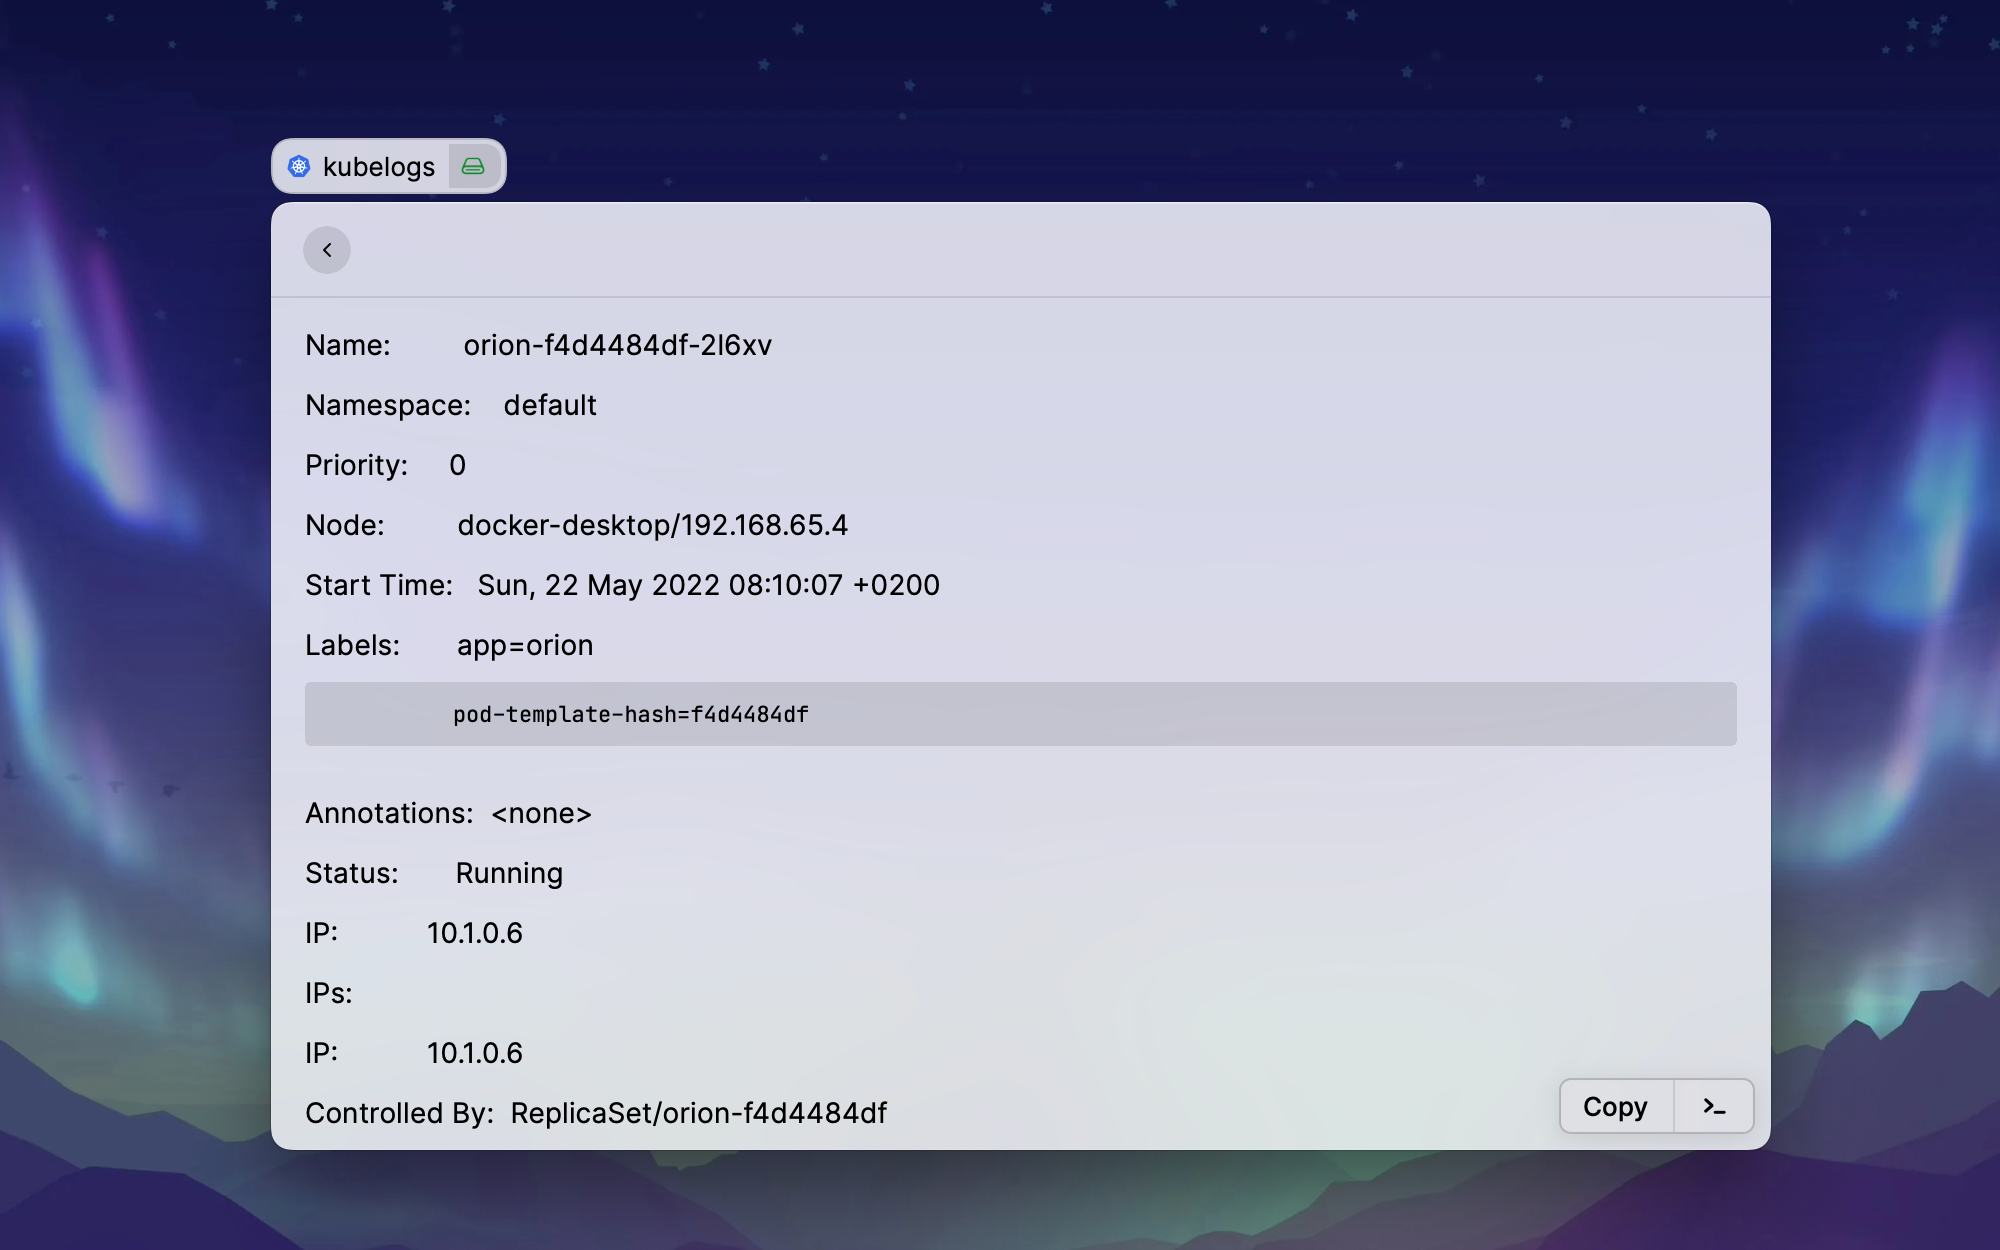 kubelogs
Name: orion-f4d4484df-2l6xv
Namespace: default
Priority: 0
Node: docker-desktop/192.168.65.4
Start Time: Sun, 22 May 2022 08:10:07 +0200
Labels: app=orion
pod-template-hash=f4d4484df
Annotations: <none>
Status: Running
IP: 10.1.0.6
IPs:
IP: 10.1.0.6
Controlled By: ReplicaSet/orion-f4d4484df
Copy